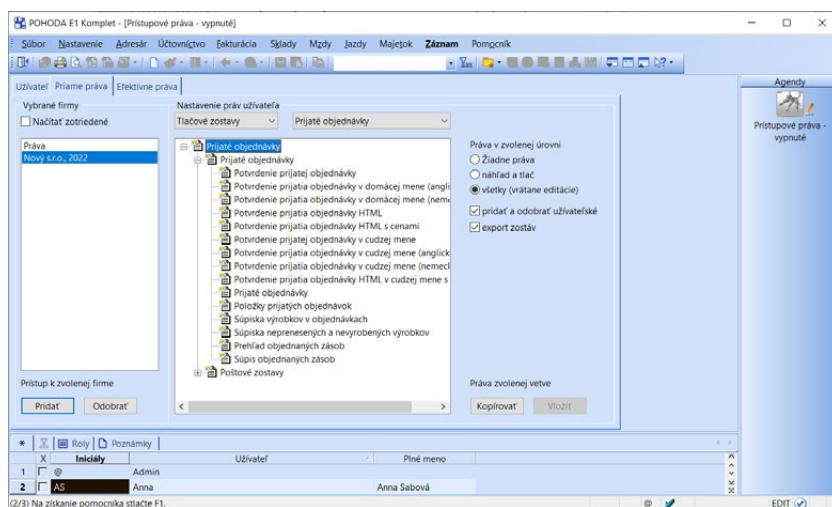 POHODA E1 Komplet - [Prístupové práva - vypnuté]
Súbor Nastavenie Adresár Účtovníctvo Fakturácia Sklady Mzdy Jazdy Majetok Záznam Pomocník
Užívateľ Priame práva Efektívne práva
Agendy
Prístupové práva - vypnuté
Vybrané firmy
Načítať zotriedené
Práva
Nový s.r.o., 2022
Prístup k zvolenej firme
Pridať Odobrať
Nastavenie práv užívateľa
Tlačové zostavy Prijaté objednávky
Prijaté objednávky
Prijaté objednávky
Potvrdenie prijatej objednávky
Potvrdenie prijatia objednávky v domácej mene (angli
Potvrdenie prijatia objednávky v domácej mene (neme
Potvrdenie prijatia objednávky HTML
Potvrdenie prijatia objednávky HTML s cenami
Potvrdenie prijatej objednávky v cudzej mene
Potvrdenie prijatia objednávky v cudzej mene (anglick
Potvrdenie prijatia objednávky v cudzej mene (nemecl
Potvrdenie prijatia objednávky HTML v cudzej mene s
Prijaté objednávky
Položky prijatých objednávok
Súpiska výrobkov v objednávkach
Súpiska neprenesených a nevyrobených výrobkov
Prehľad objednaných zásob
Súpis objednaných zásob
Poštové zostavy
Práva v zvolenej úrovni
Žiadne práva
náhľad a tlač
všetky (vrátane editácie)
pridať a odobrať užívateľské
export zostáv
Práva zvolenej vetve
Kopírovať Vložiť
* Roly Poznámky
X Iniciály Užívateľ Plné meno
1 @ Admin
2 AS Anna Anna Sabová
(2/3) Na získanie pomocníka stlačte F1.
@ EDIT